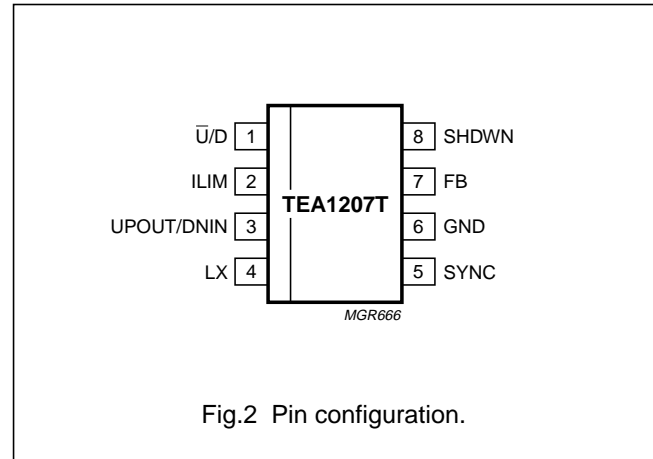 U̅/D 1
ILIM 2
UPOUT/DNIN 3
LX 4
TEA1207T
8 SHDWN
7 FB
6 GND
5 SYNC
MGR666
Fig.2 Pin configuration.